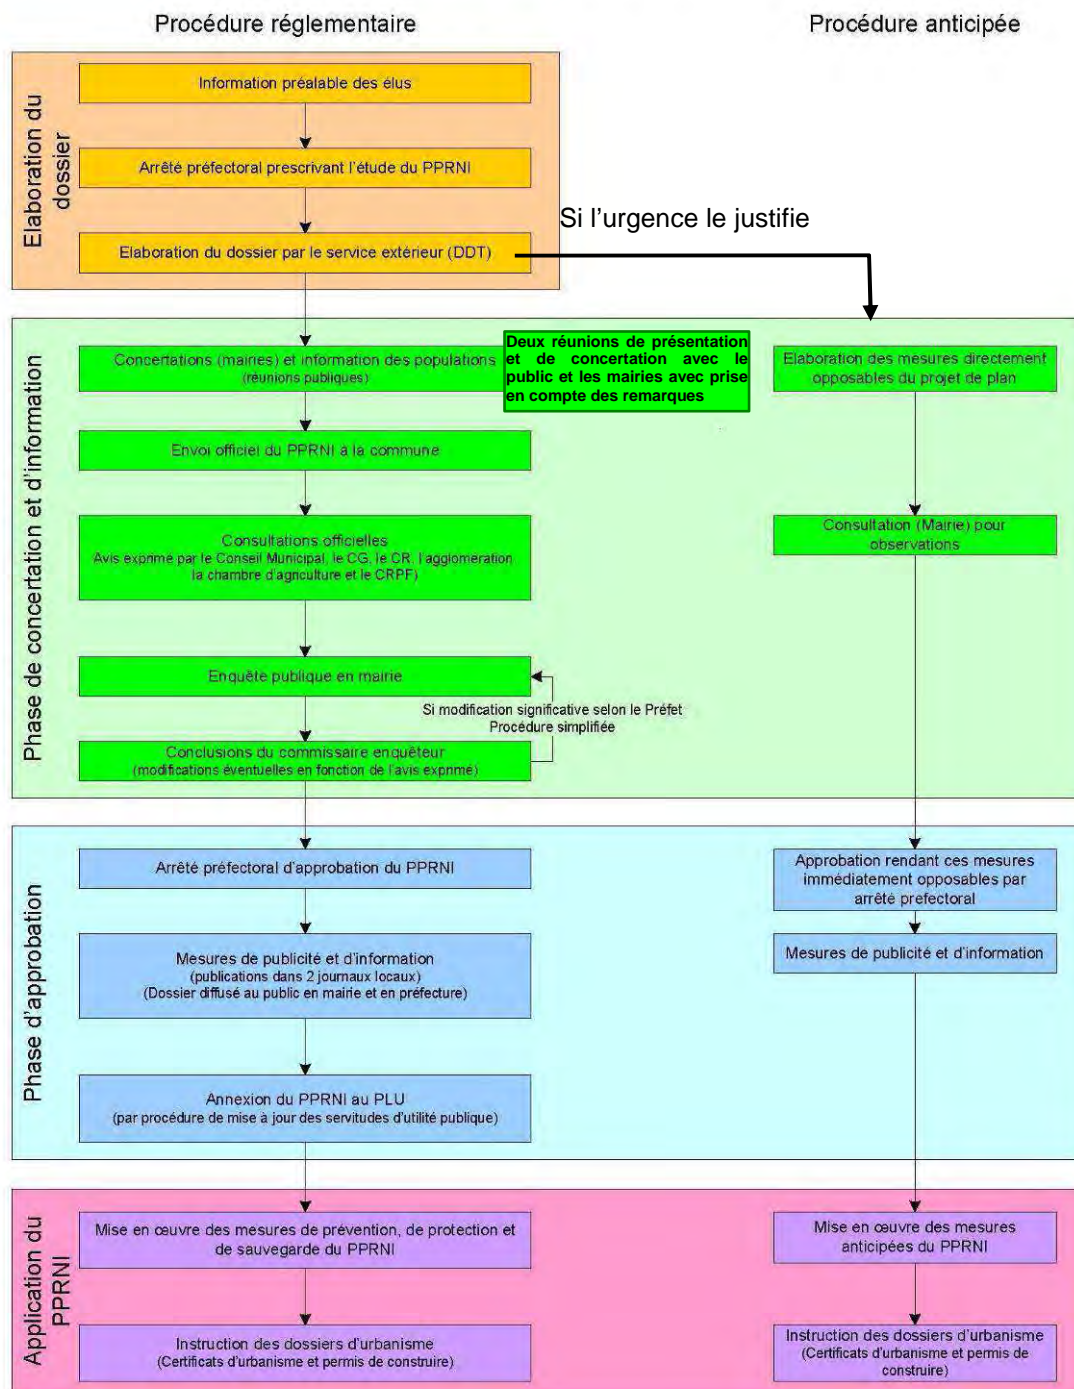 Procédure réglementaire
Procédure anticipée
Elaboration du
dossier
Information préalable des élus
Arrêté préfectoral prescrivant l'étude du PPRNI
Elaboration du dossier par le service extérieur (DDT)
Si l'urgence le justifie
Phase de concertation et d'information
Concertations (mairies) et information des populations
(réunions publiques)
Deux réunions de présentation
et de concertation avec le
public et les mairies avec prise
en compte des remarques
Elaboration des mesures directement
opposables du projet de plan
Envoi officiel du PPRNI à la commune
Consultations officielles
Avis exprimé par le Conseil Municipal, le CG, le CR, l'agglomération
la chambre d'agriculture et le CRPF)
Consultation (Mairie) pour
observations
Enquête publique en mairie
Si modification significative selon le Préfet
Procédure simplifiée
Conclusions du commissaire enquêteur
(modifications éventuelles en fonction de l'avis exprimé)
Phase d'approbation
Arrêté préfectoral d'approbation du PPRNI
Approbation rendant ces mesures
immédiatement opposables par
arrêté prefectoral
Mesures de publicité et d'information
(publications dans 2 journaux locaux)
(Dossier diffusé au public en mairie et en préfecture)
Mesures de publicité et d'information
Annexion du PPRNI au PLU
(par procédure de mise à jour des servitudes d'utilité publique)
Application du
PPRNI
Mise en œuvre des mesures de prévention, de protection et
de sauvegarde du PPRNI
Mise en œuvre des mesures
anticipées du PPRNI
Instruction des dossiers d'urbanisme
(Certificats d'urbanisme et permis de construire)
Instruction des dossiers d'urbanisme
(Certificats d'urbanisme et permis de
construire)